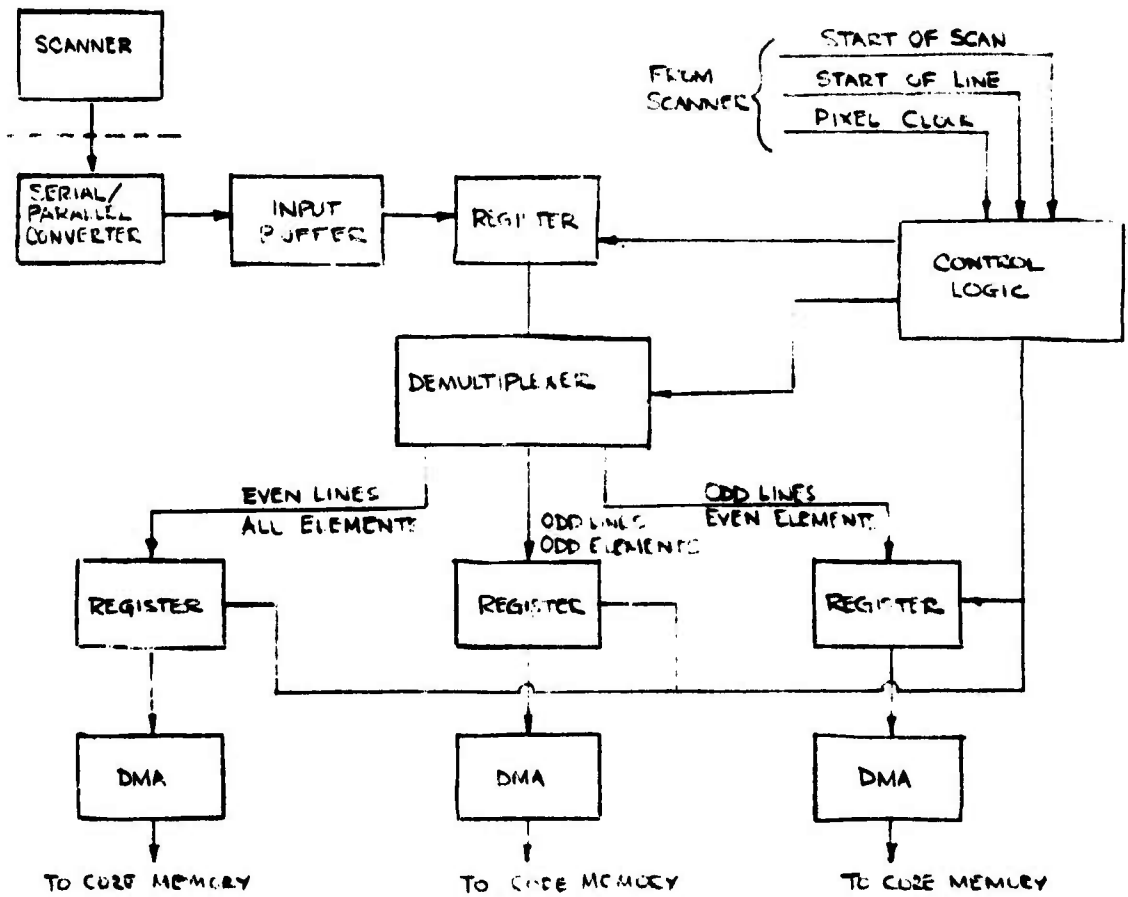 SCANNER
START OF SCAN
FROM
SCANNER
START OF LINE
PIXEL CLOCK
SERIAL/
PARALLEL
CONVERTER
INPUT
BUFFER
REGISTER
CONTROL
LOGIC
DEMULTIPLEXER
EVEN LINES
ALL ELEMENTS
ODD LINES
ODD ELEMENTS
ODD LINES
EVEN ELEMENTS
REGISTER
REGISTER
REGISTER
DMA
DMA
DMA
TO CORE MEMORY
TO CORE MEMORY
TO CORE MEMORY